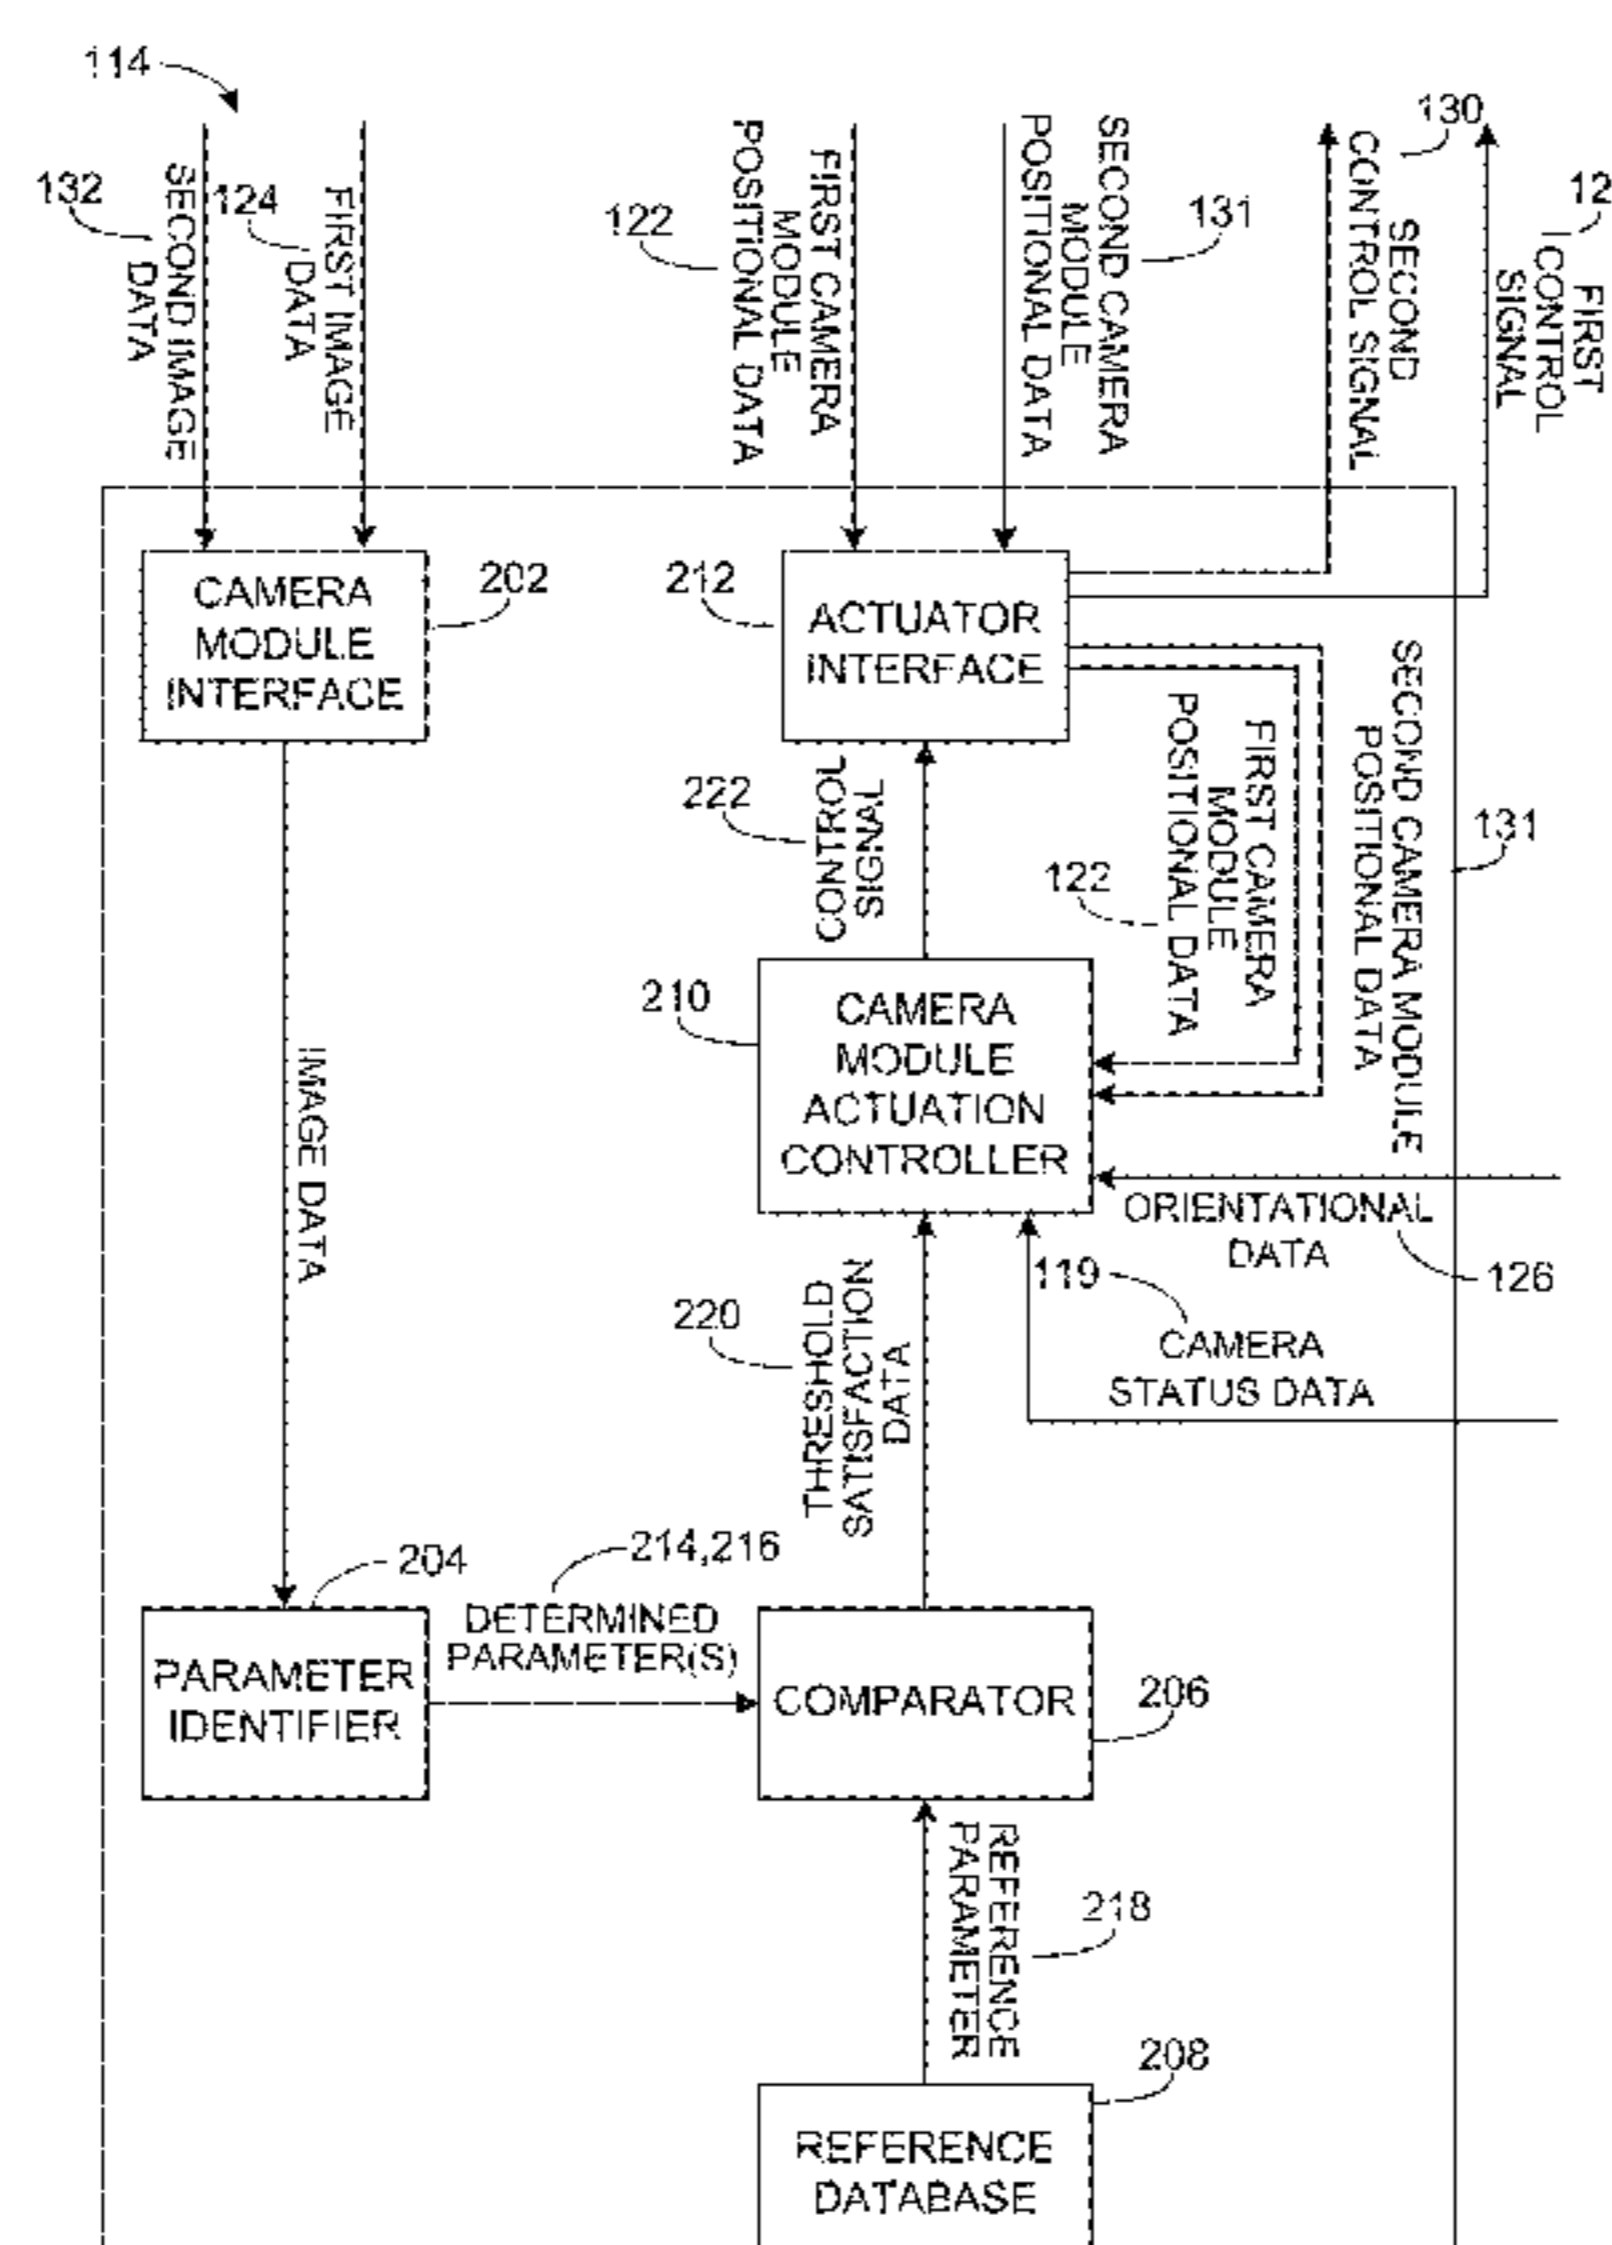 114
132
SECOND IMAGE
DATA
124
FIRST IMAGE
DATA
122
FIRST CAMERA
MODULE
POSITIONAL DATA
SECOND CAMERA
MODULE
POSITIONAL DATA
131
130
SECOND
CONTROL SIGNAL
12
FIRST
CONTROL
SIGNAL
CAMERA
MODULE
INTERFACE
202
212
ACTUATOR
INTERFACE
222
CONTROL
SIGNAL
122
FIRST CAMERA
MODULE
POSITIONAL DATA
SECOND CAMERA MODULE
POSITIONAL DATA
131
210
CAMERA
MODULE
ACTUATION
CONTROLLER
IMAGE DATA
ORIENTATIONAL
DATA
126
119
CAMERA
STATUS DATA
220
THRESHOLD
SATISFACTION
DATA
204
214,216
DETERMINED
PARAMETER(S)
PARAMETER
IDENTIFIER
COMPARATOR
206
REFERENCE
PARAMETER
218
208
REFERENCE
DATABASE